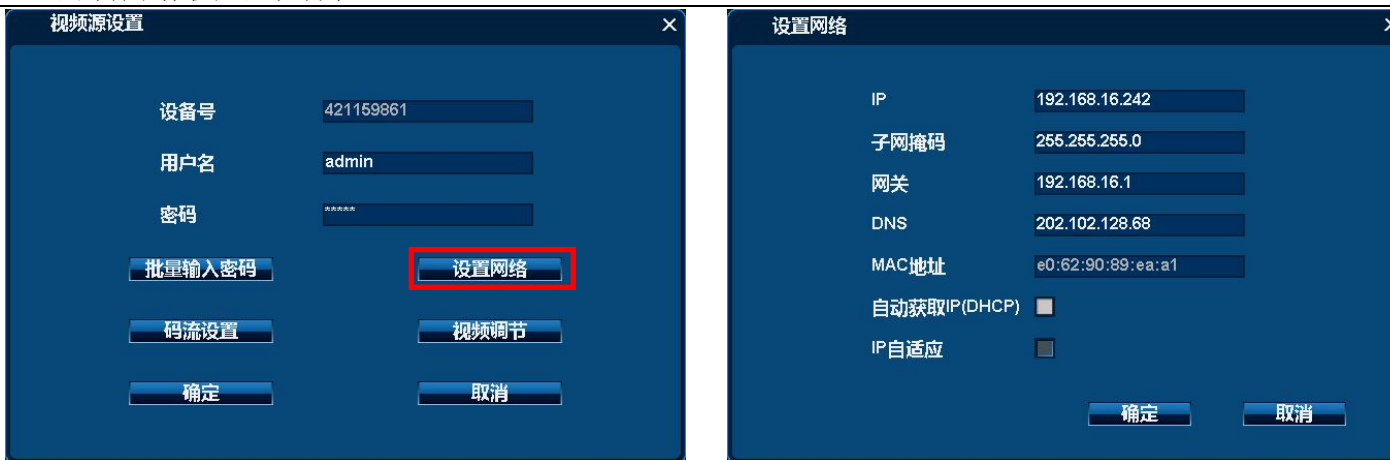 视频源设置
设备号 421159861
用户名 admin
密码 *****
批量输入密码 设置网络
码流设置 视频调节
确定 取消
设置网络
IP 192.168.16.242
子网掩码 255.255.255.0
网关 192.168.16.1
DNS 202.102.128.68
MAC地址 e0:62:90:89:ea:a1
自动获取IP(DHCP)
IP自适应
确定 取消